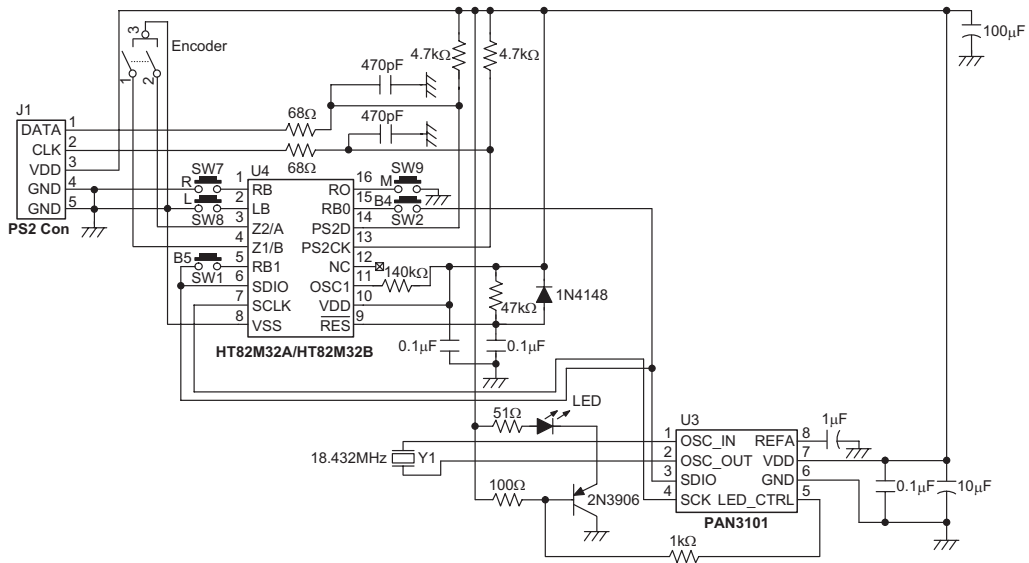 100μF
3
Encoder
1
2
4.7kΩ
4.7kΩ
470pF
470pF
68Ω
68Ω
J1
DATA 1
CLK 2
VDD 3
GND 4
GND 5
PS2 Con
R SW7
L SW8
B5 SW1
U4
1 RB
2 LB
3 Z2/A
4 Z1/B
5 RB1
6 SDIO
7 SCLK
8 VSS
RO 16
RB0 15
PS2D 14
PS2CK 13
NC 12
OSC1 11
VDD 10
RES 9
HT82M32A/HT82M32B
M SW9
B4 SW2
140kΩ
47kΩ
1N4148
0.1μF
0.1μF
51Ω
LED
18.432MHz Y1
100Ω
2N3906
1kΩ
U3
1 OSC_IN
2 OSC_OUT
3 SDIO
4 SCK
REFA 8
VDD 7
GND 6
LED_CTRL 5
PAN3101
1μF
0.1μF
10μF